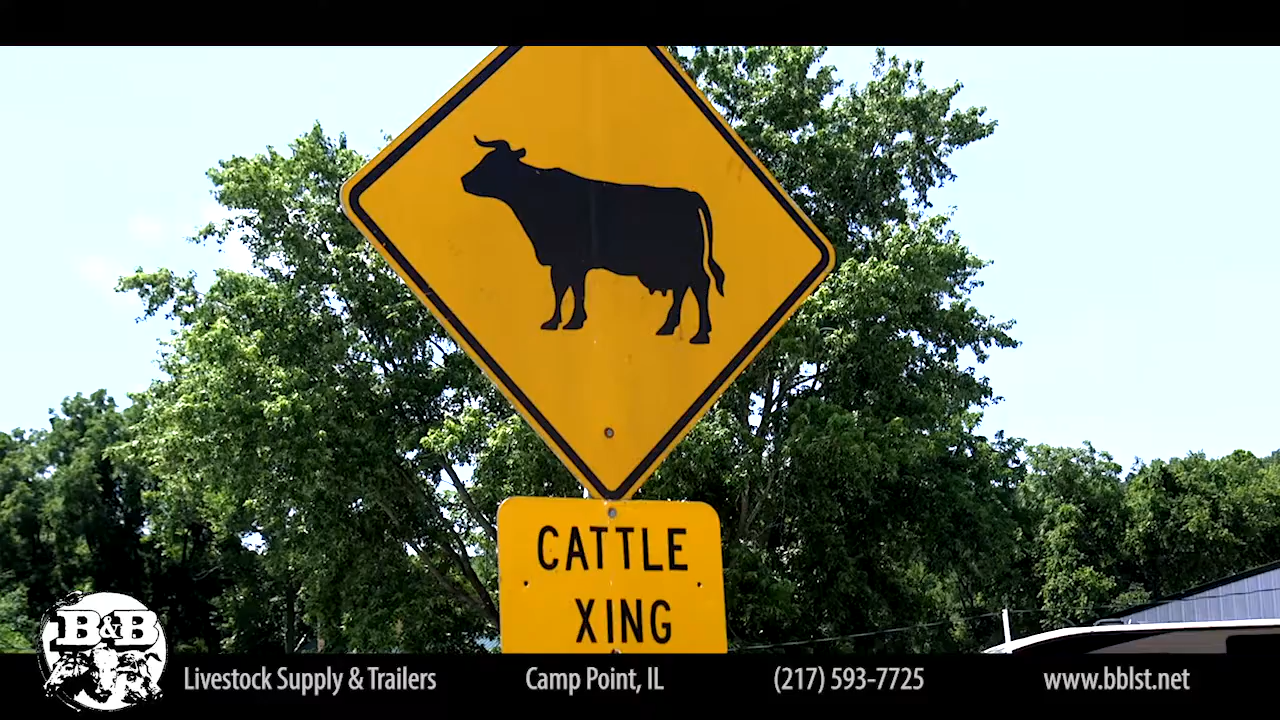 CATTLE
XING
B&B
Livestock Supply & Trailers
Camp Point, IL
(217) 593-7725
www.bblst.net